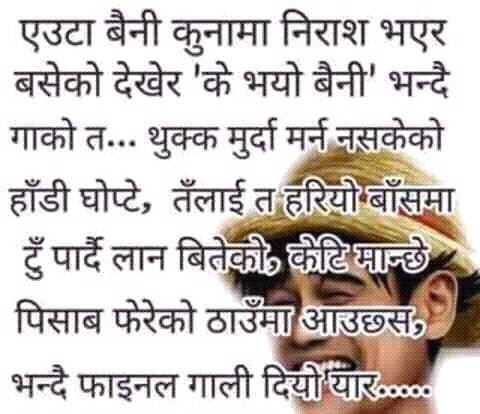 एउटा बैनी कुनामा निराश भएर
बसेको देखेर 'के भयो बैनी' भन्दै
गाको त... थुक्क मुर्दा मर्न नसकेको
हाँडी घोप्टे, तँलाई त हरियो बाँसमा
टुँ पार्दै लान बितेको, केटि मान्छे
पिसाब फेरेको ठाउँमा आउछस,
भन्दै फाइनल गाली दियो यार.....